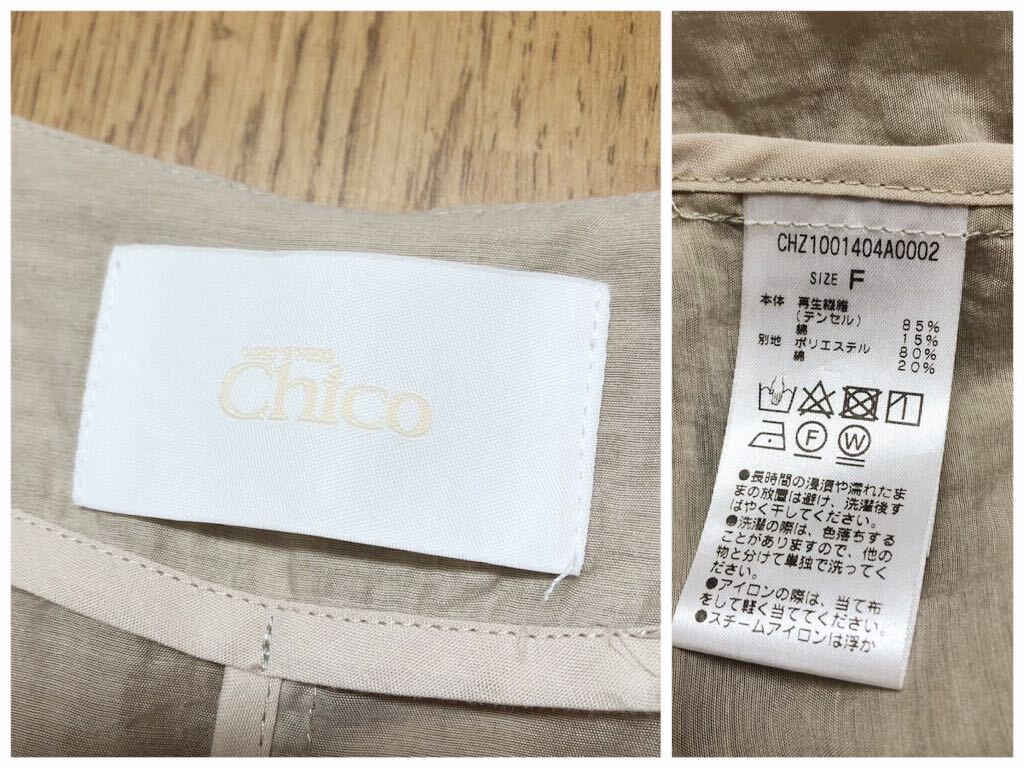 Chico
CHZ1001404A0002
SIZE F
本体 再生繊維
(テンセル) 85%
綿 15%
別地 ポリエステル 80%
綿 20%
F W
●長時間の浸漬や濡れたま
まの放置は避け、洗濯後す
ばやく干してください。
●洗濯の際は、色落ちする
ことがありますので、他の
物と分けて単独で洗ってく
ださい。
●アイロンの際は、当て布
をして軽く当ててください。
●スチームアイロンは浮か